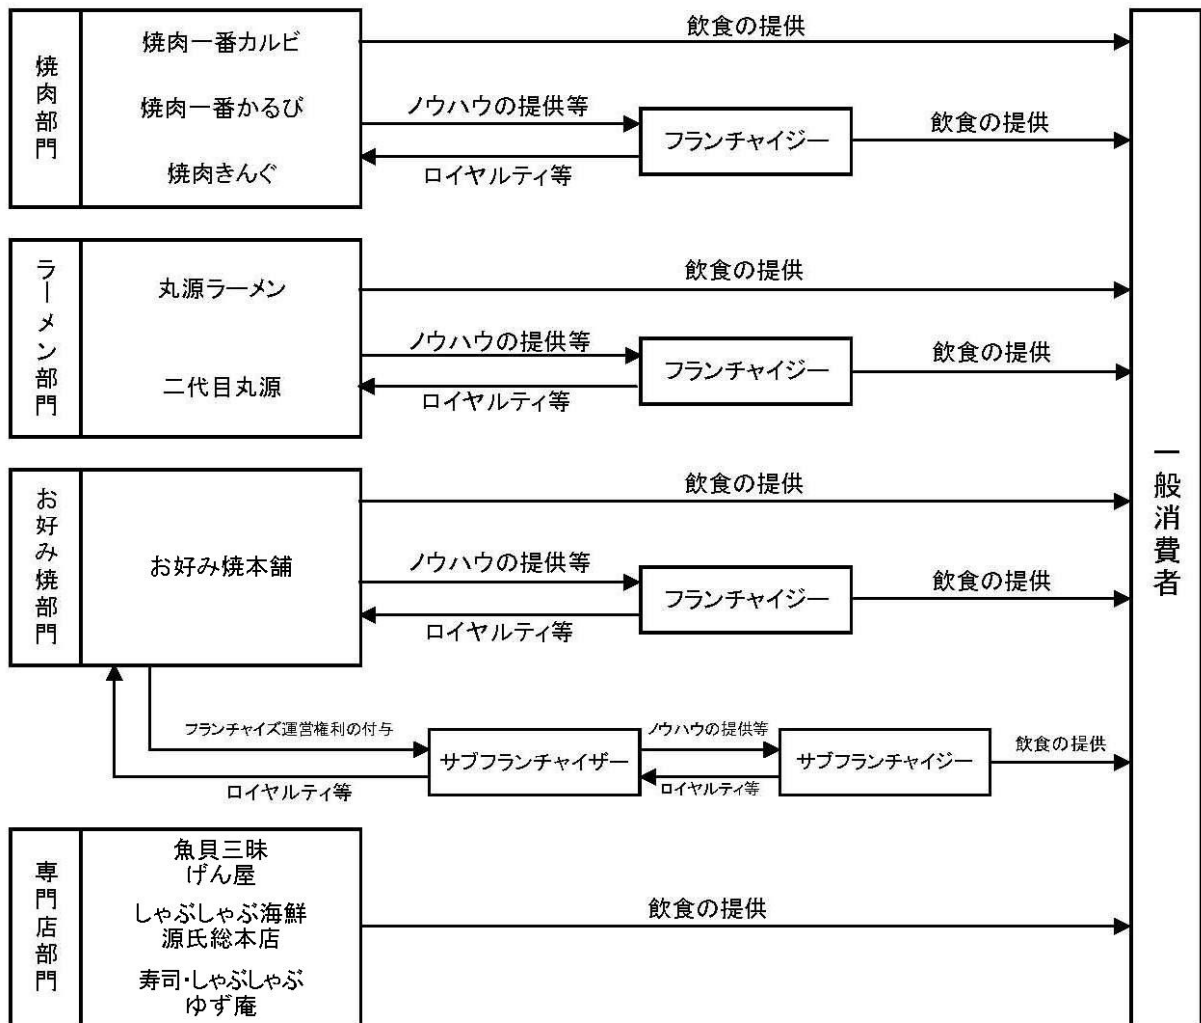 焼肉部門
焼肉一番カルビ
焼肉一番かるび
焼肉きんぐ
飲食の提供
ノウハウの提供等
ロイヤルティ等
フランチャイジー
飲食の提供
ラーメン部門
丸源ラーメン
二代目丸源
飲食の提供
ノウハウの提供等
ロイヤルティ等
フランチャイジー
飲食の提供
お好み焼部門
お好み焼本舗
飲食の提供
ノウハウの提供等
ロイヤルティ等
フランチャイジー
飲食の提供
フランチャイズ運営権利の付与
ロイヤルティ等
サブフランチャイザー
ノウハウの提供等
ロイヤルティ等
サブフランチャイジー
飲食の提供
専門店部門
魚貝三昧
げん屋
しゃぶしゃぶ海鮮
源氏総本店
寿司・しゃぶしゃぶ
ゆず庵
飲食の提供
一般消費者